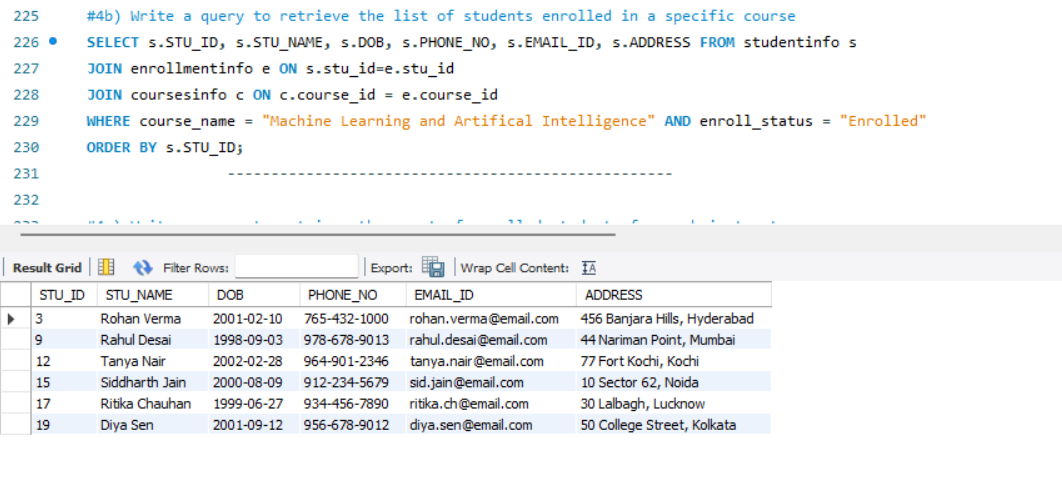 225 #4b) Write a query to retrieve the list of students enrolled in a specific course
226 SELECT s.STU_ID, s.STU_NAME, s.DOB, s.PHONE_NO, s.EMAIL_ID, s.ADDRESS FROM studentinfo s
227 JOIN enrollmentinfo e ON s.stu_id=e.stu_id
228 JOIN coursesinfo c ON c.course_id = e.course_id
229 WHERE course_name = "Machine Learning and Artifical Intelligence" AND enroll_status = "Enrolled"
230 ORDER BY s.STU_ID;
231 ---------------------------------------------------
232
Result Grid Filter Rows: Export: Wrap Cell Content: IA
STU_ID STU_NAME DOB PHONE_NO EMAIL_ID ADDRESS
3 Rohan Verma 2001-02-10 765-432-1000 rohan.verma@email.com 456 Banjara Hills, Hyderabad
9 Rahul Desai 1998-09-03 978-678-9013 rahul.desai@email.com 44 Nariman Point, Mumbai
12 Tanya Nair 2002-02-28 964-901-2346 tanya.nair@email.com 77 Fort Kochi, Kochi
15 Siddharth Jain 2000-08-09 912-234-5679 sid.jain@email.com 10 Sector 62, Noida
17 Ritika Chauhan 1999-06-27 934-456-7890 ritika.ch@email.com 30 Lalbagh, Lucknow
19 Diya Sen 2001-09-12 956-678-9012 diya.sen@email.com 50 College Street, Kolkata